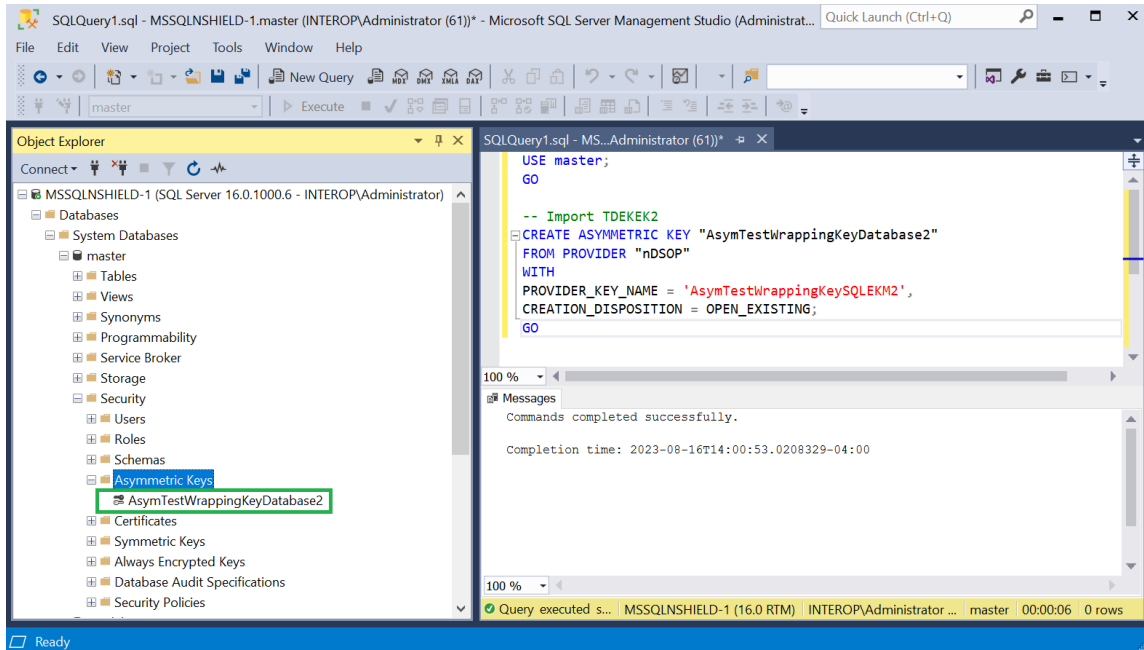 SQLQuery1.sql - MSSQLNSHIELD-1.master (INTEROP\Administrator (61))* - Microsoft SQL Server Management Studio (Administrat...
Quick Launch (Ctrl+Q)
File Edit View Project Tools Window Help
New Query MDX DMX XMLA DAX
master Execute
Object Explorer
Connect
MSSQLNSHIELD-1 (SQL Server 16.0.1000.6 - INTEROP\Administrator)
Databases
System Databases
master
Tables
Views
Synonyms
Programmability
Service Broker
Storage
Security
Users
Roles
Schemas
Asymmetric Keys
AsymTestWrappingKeyDatabase2
Certificates
Symmetric Keys
Always Encrypted Keys
Database Audit Specifications
Security Policies
SQLQuery1.sql - MS...Administrator (61))*
USE master;
GO
-- Import TDEKEK2
CREATE ASYMMETRIC KEY "AsymTestWrappingKeyDatabase2"
FROM PROVIDER "nDSOP"
WITH
PROVIDER_KEY_NAME = 'AsymTestWrappingKeySQLEKM2',
CREATION_DISPOSITION = OPEN_EXISTING;
GO
100 %
Messages
Commands completed successfully.
Completion time: 2023-08-16T14:00:53.0208329-04:00
100 %
Query executed s... MSSQLNSHIELD-1 (16.0 RTM) INTEROP\Administrator ... master 00:00:06 0 rows
Ready